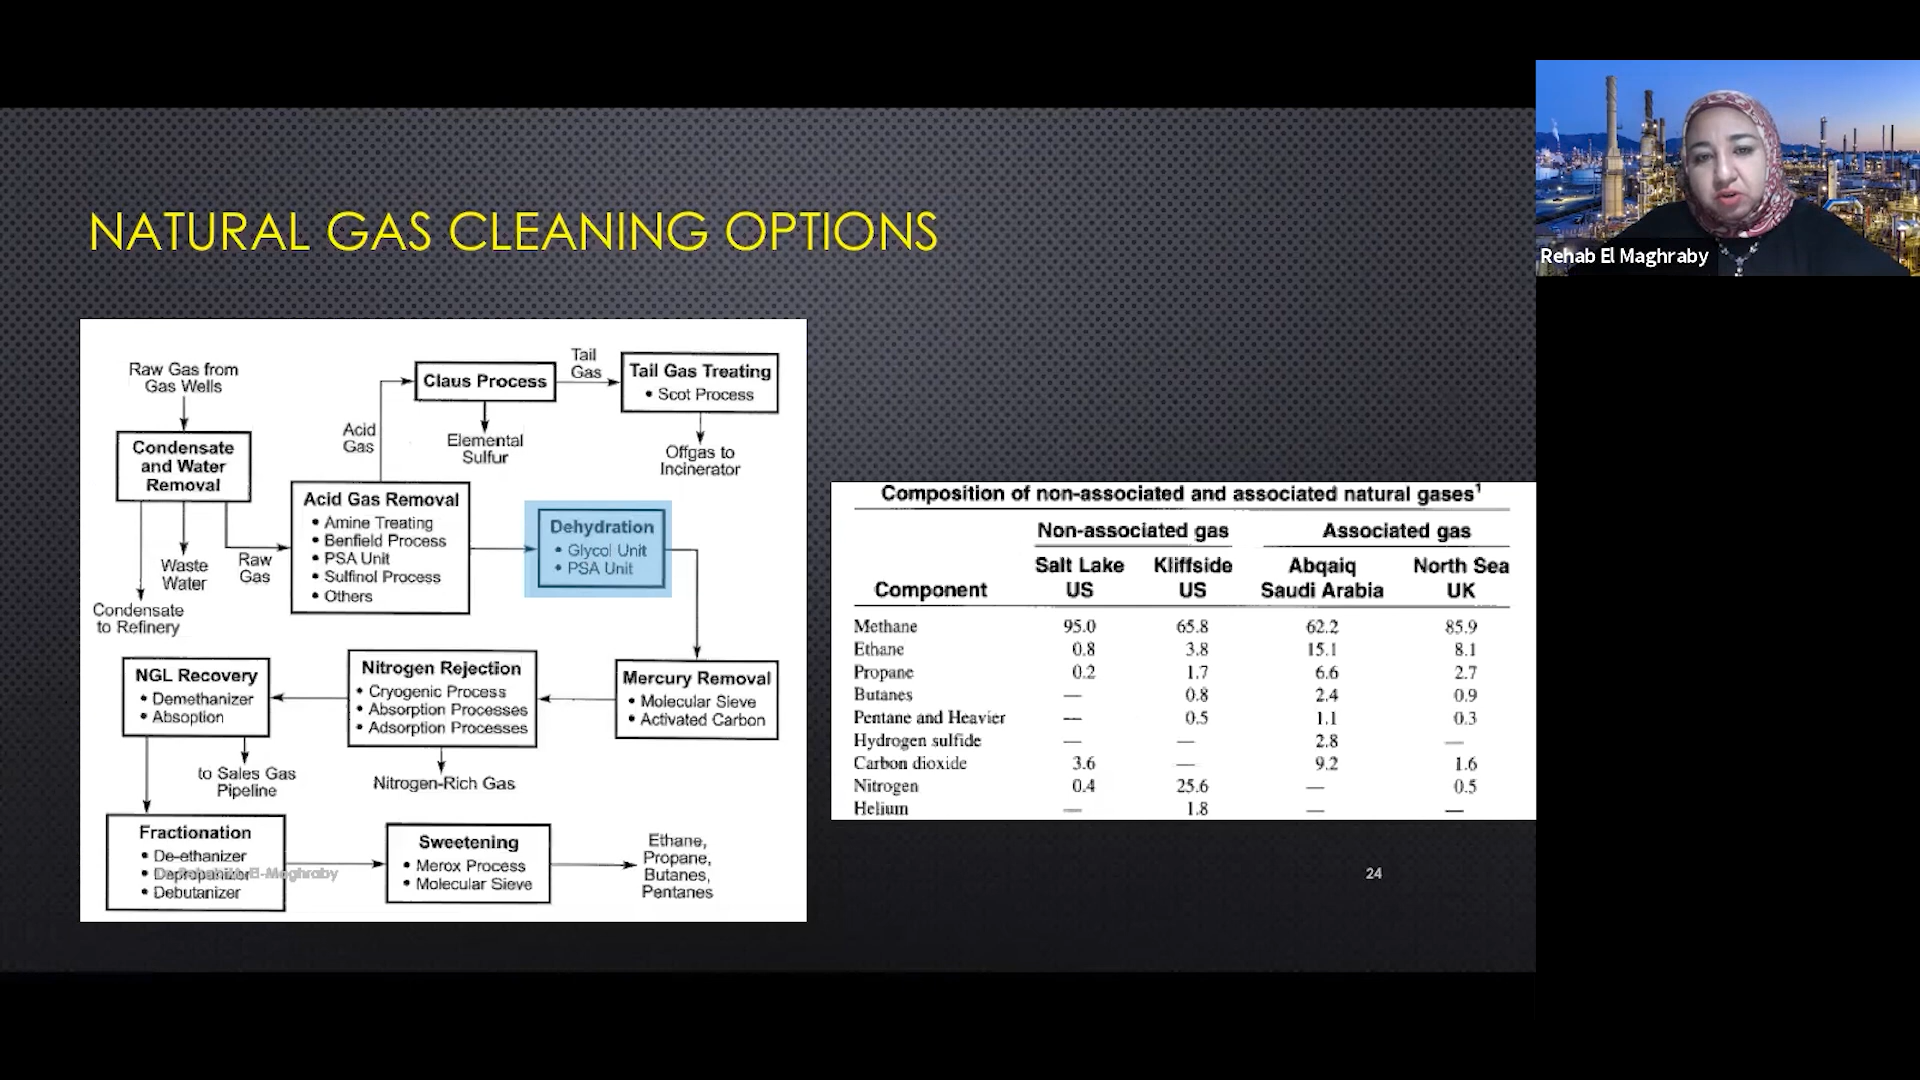 NATURAL GAS CLEANING OPTIONS
Rehab El Maghraby
Raw Gas from
Gas Wells
Condensate
and Water
Removal
Condensate
to Refinery
Waste
Water
Raw
Gas
Acid Gas Removal
• Amine Treating
• Benfield Process
• PSA Unit
• Sulfinol Process
• Others
Acid
Gas
Claus Process
Elemental
Sulfur
Tail
Gas
Tail Gas Treating
• Scot Process
Offgas to
Incinerator
Dehydration
• Glycol Unit
• PSA Unit
Mercury Removal
• Molecular Sieve
• Activated Carbon
Nitrogen Rejection
• Cryogenic Process
• Absorption Processes
• Adsorption Processes
Nitrogen-Rich Gas
NGL Recovery
• Demethanizer
• Absoption
to Sales Gas
Pipeline
Fractionation
• De-ethanizer
• Depropanizer
• Debutanizer
El-Maghraby
Sweetening
• Merox Process
• Molecular Sieve
Ethane,
Propane,
Butanes,
Pentanes
Composition of non-associated and associated natural gases¹
Non-associated gas Associated gas
Salt Lake Kliffside Abqaiq North Sea
Component US US Saudi Arabia UK
Methane 95.0 65.8 62.2 85.9
Ethane 0.8 3.8 15.1 8.1
Propane 0.2 1.7 6.6 2.7
Butanes — 0.8 2.4 0.9
Pentane and Heavier — 0.5 1.1 0.3
Hydrogen sulfide — — 2.8 —
Carbon dioxide 3.6 — 9.2 1.6
Nitrogen 0.4 25.6 — 0.5
Helium — 1.8 — —
24